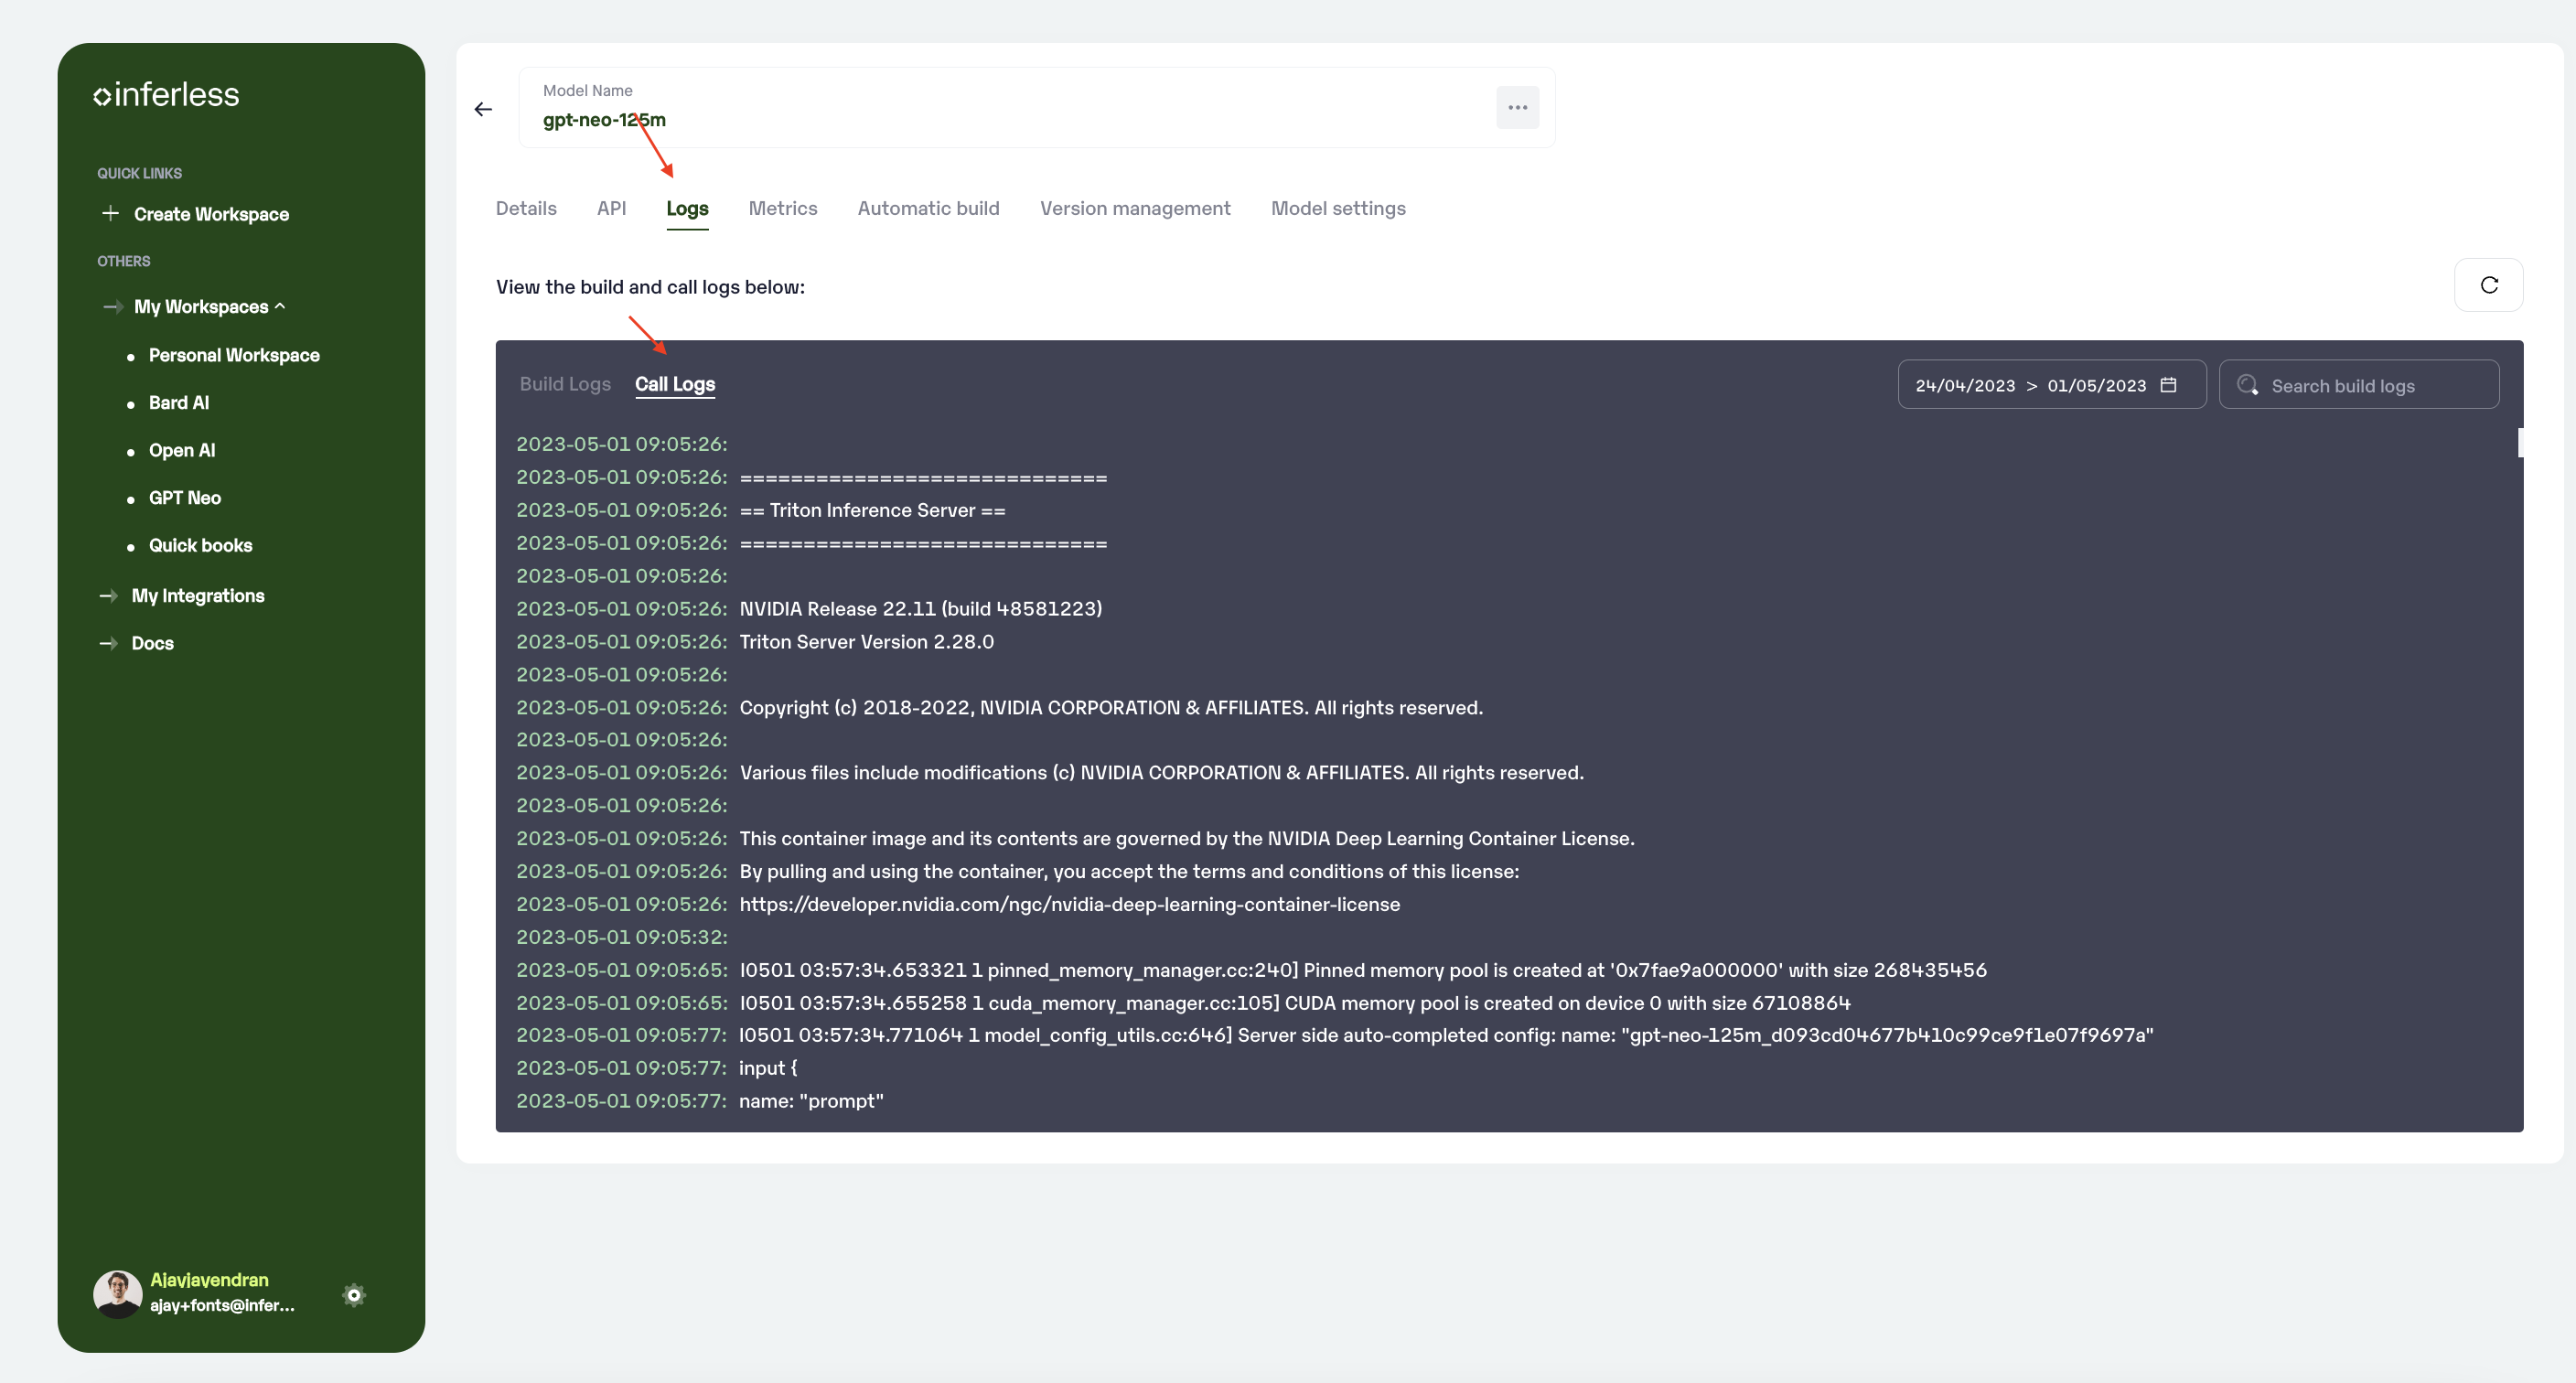 inferless
QUICK LINKS
Create Workspace
OTHERS
My Workspaces
Personal Workspace
Bard AI
Open AI
GPT Neo
Quick books
My Integrations
Docs
Ajayjayendran
ajay+fonts@infer...
Model Name
gpt-neo-125m
Details API Logs Metrics Automatic build Version management Model settings
View the build and call logs below:
Build Logs Call Logs 24/04/2023 > 01/05/2023 Search build logs
2023-05-01 09:05:26:
2023-05-01 09:05:26: =============================
2023-05-01 09:05:26: == Triton Inference Server ==
2023-05-01 09:05:26: =============================
2023-05-01 09:05:26:
2023-05-01 09:05:26: NVIDIA Release 22.11 (build 48581223)
2023-05-01 09:05:26: Triton Server Version 2.28.0
2023-05-01 09:05:26:
2023-05-01 09:05:26: Copyright (c) 2018-2022, NVIDIA CORPORATION & AFFILIATES. All rights reserved.
2023-05-01 09:05:26:
2023-05-01 09:05:26: Various files include modifications (c) NVIDIA CORPORATION & AFFILIATES. All rights reserved.
2023-05-01 09:05:26:
2023-05-01 09:05:26: This container image and its contents are governed by the NVIDIA Deep Learning Container License.
2023-05-01 09:05:26: By pulling and using the container, you accept the terms and conditions of this license:
2023-05-01 09:05:26: https://developer.nvidia.com/ngc/nvidia-deep-learning-container-license
2023-05-01 09:05:32:
2023-05-01 09:05:65: I0501 03:57:34.653321 1 pinned_memory_manager.cc:240] Pinned memory pool is created at '0x7fae9a000000' with size 268435456
2023-05-01 09:05:65: I0501 03:57:34.655258 1 cuda_memory_manager.cc:105] CUDA memory pool is created on device 0 with size 67108864
2023-05-01 09:05:77: I0501 03:57:34.771064 1 model_config_utils.cc:646] Server side auto-completed config: name: "gpt-neo-125m_d093cd04677b410c99ce9f1e07f9697a"
2023-05-01 09:05:77: input {
2023-05-01 09:05:77: name: "prompt"